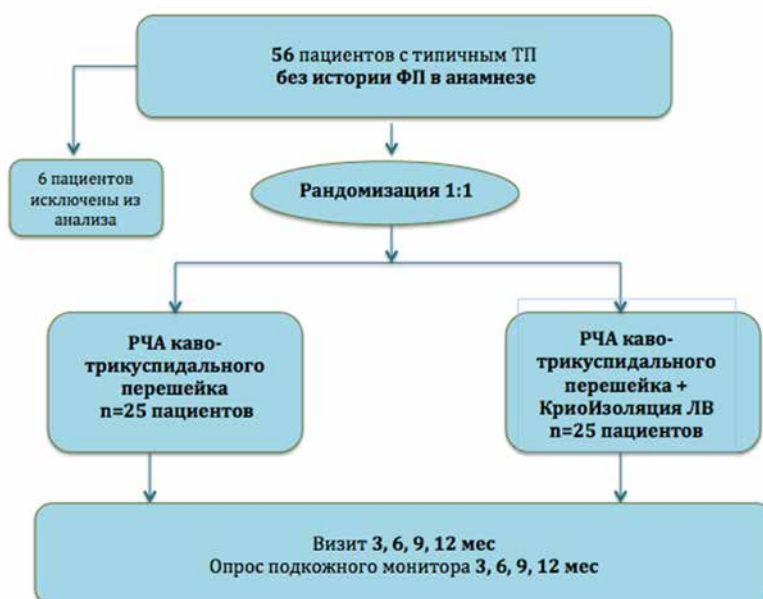 56 пациентов с типичным ТП
без истории ФП в анамнезе
6 пациентов
исключены из
анализа
Рандомизация 1:1
РЧА каво-
трикуспидального
перешейка
n=25 пациентов
РЧА каво-
трикуспидального
перешейка +
КриоИзоляция ЛВ
n=25 пациентов
Визит 3, 6, 9, 12 мес
Опрос подкожного монитора 3, 6, 9, 12 мес